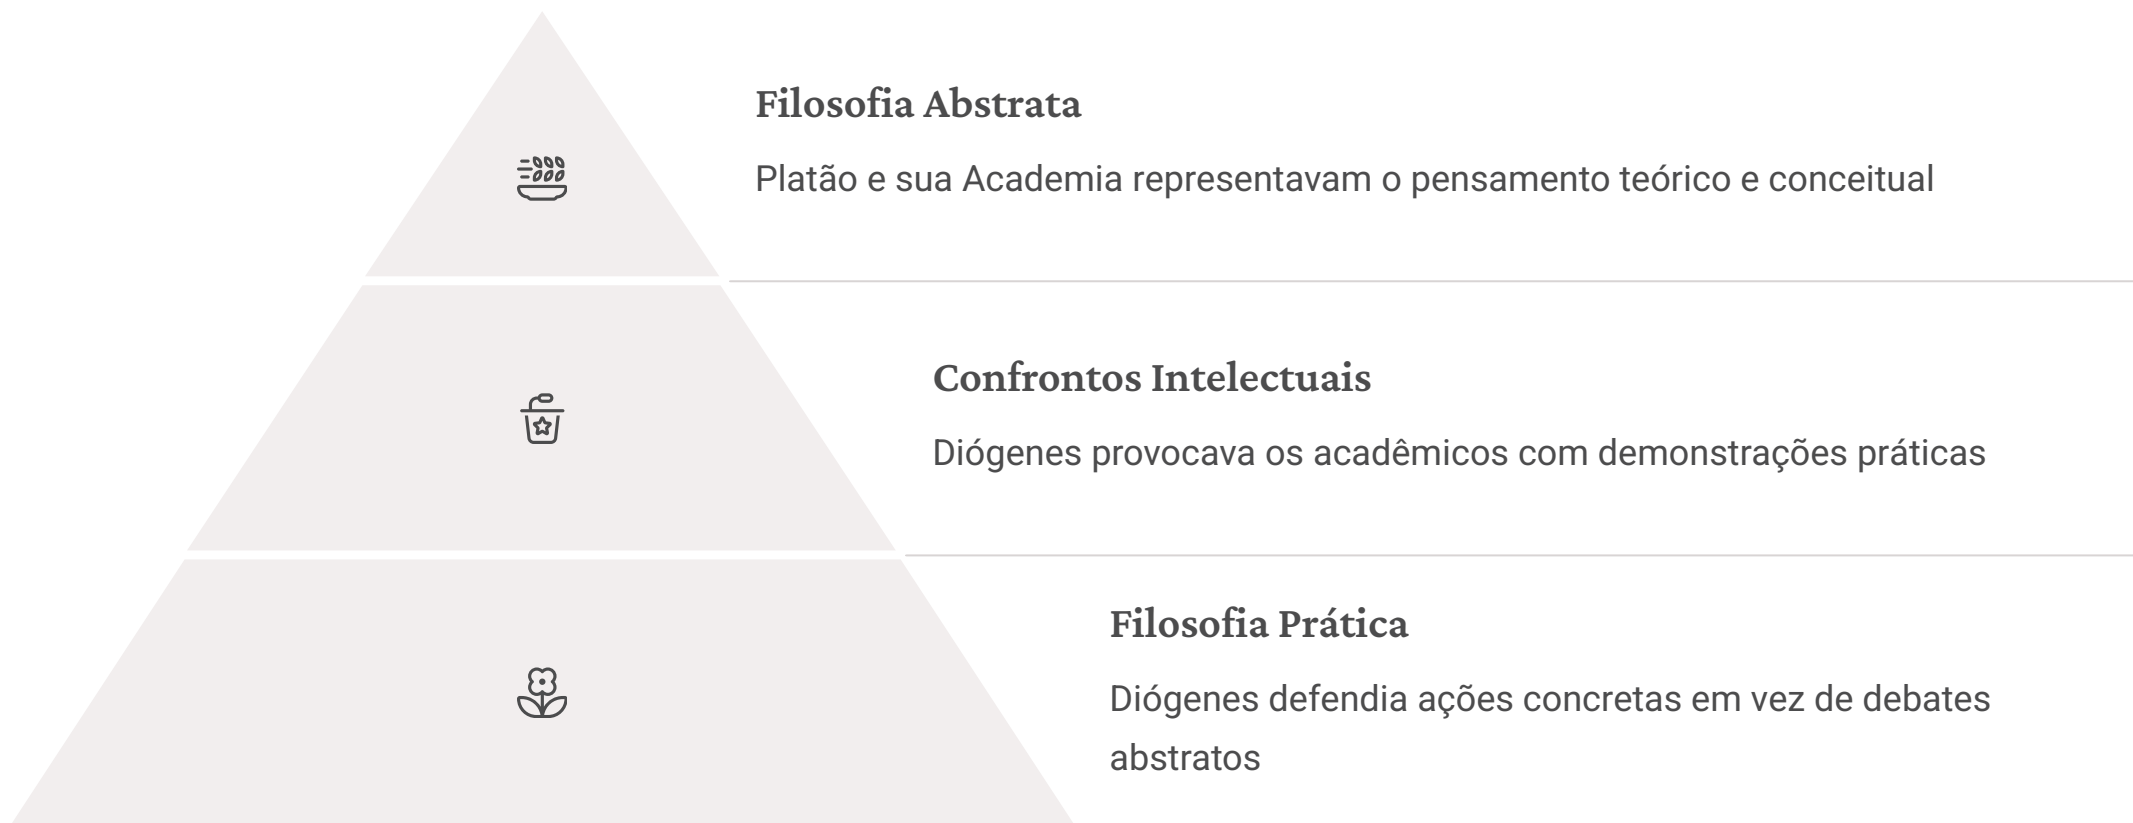 Filosofia Abstrata
Platão e sua Academia representavam o pensamento teórico e conceitual
Confrontos Intelectuais
Diógenes provocava os acadêmicos com demonstrações práticas
Filosofia Prática
Diógenes defendia ações concretas em vez de debates
abstratos